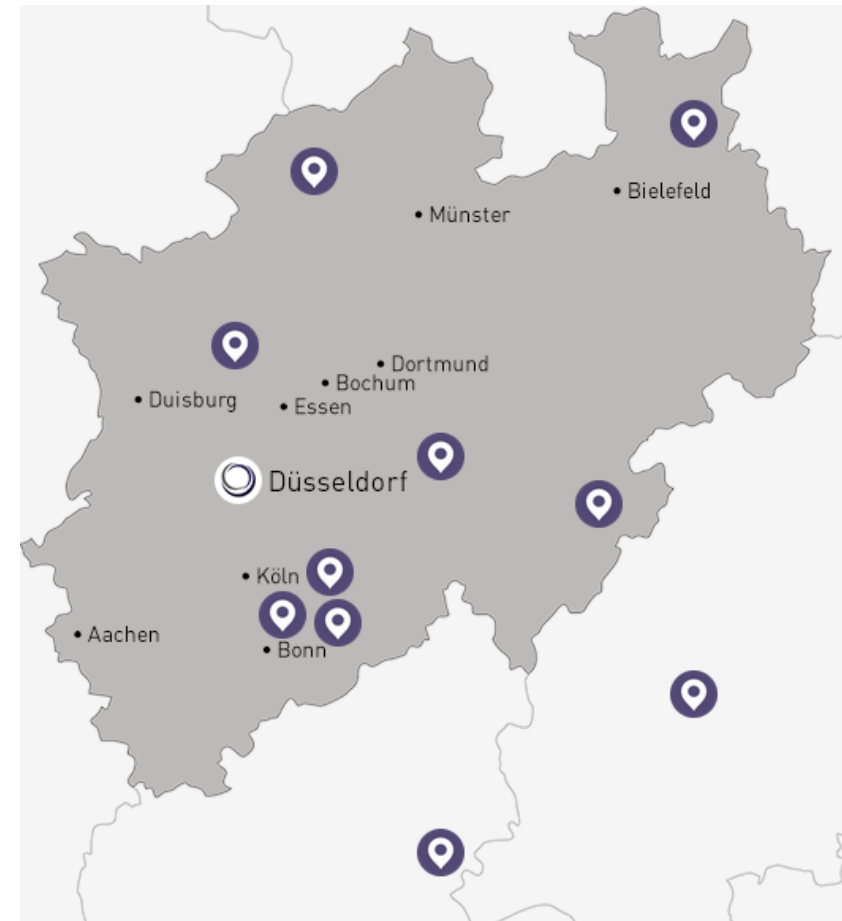 Bielefeld
Münster
Dortmund
Bochum
Duisburg
Essen
Düsseldorf
Köln
Aachen
Bonn